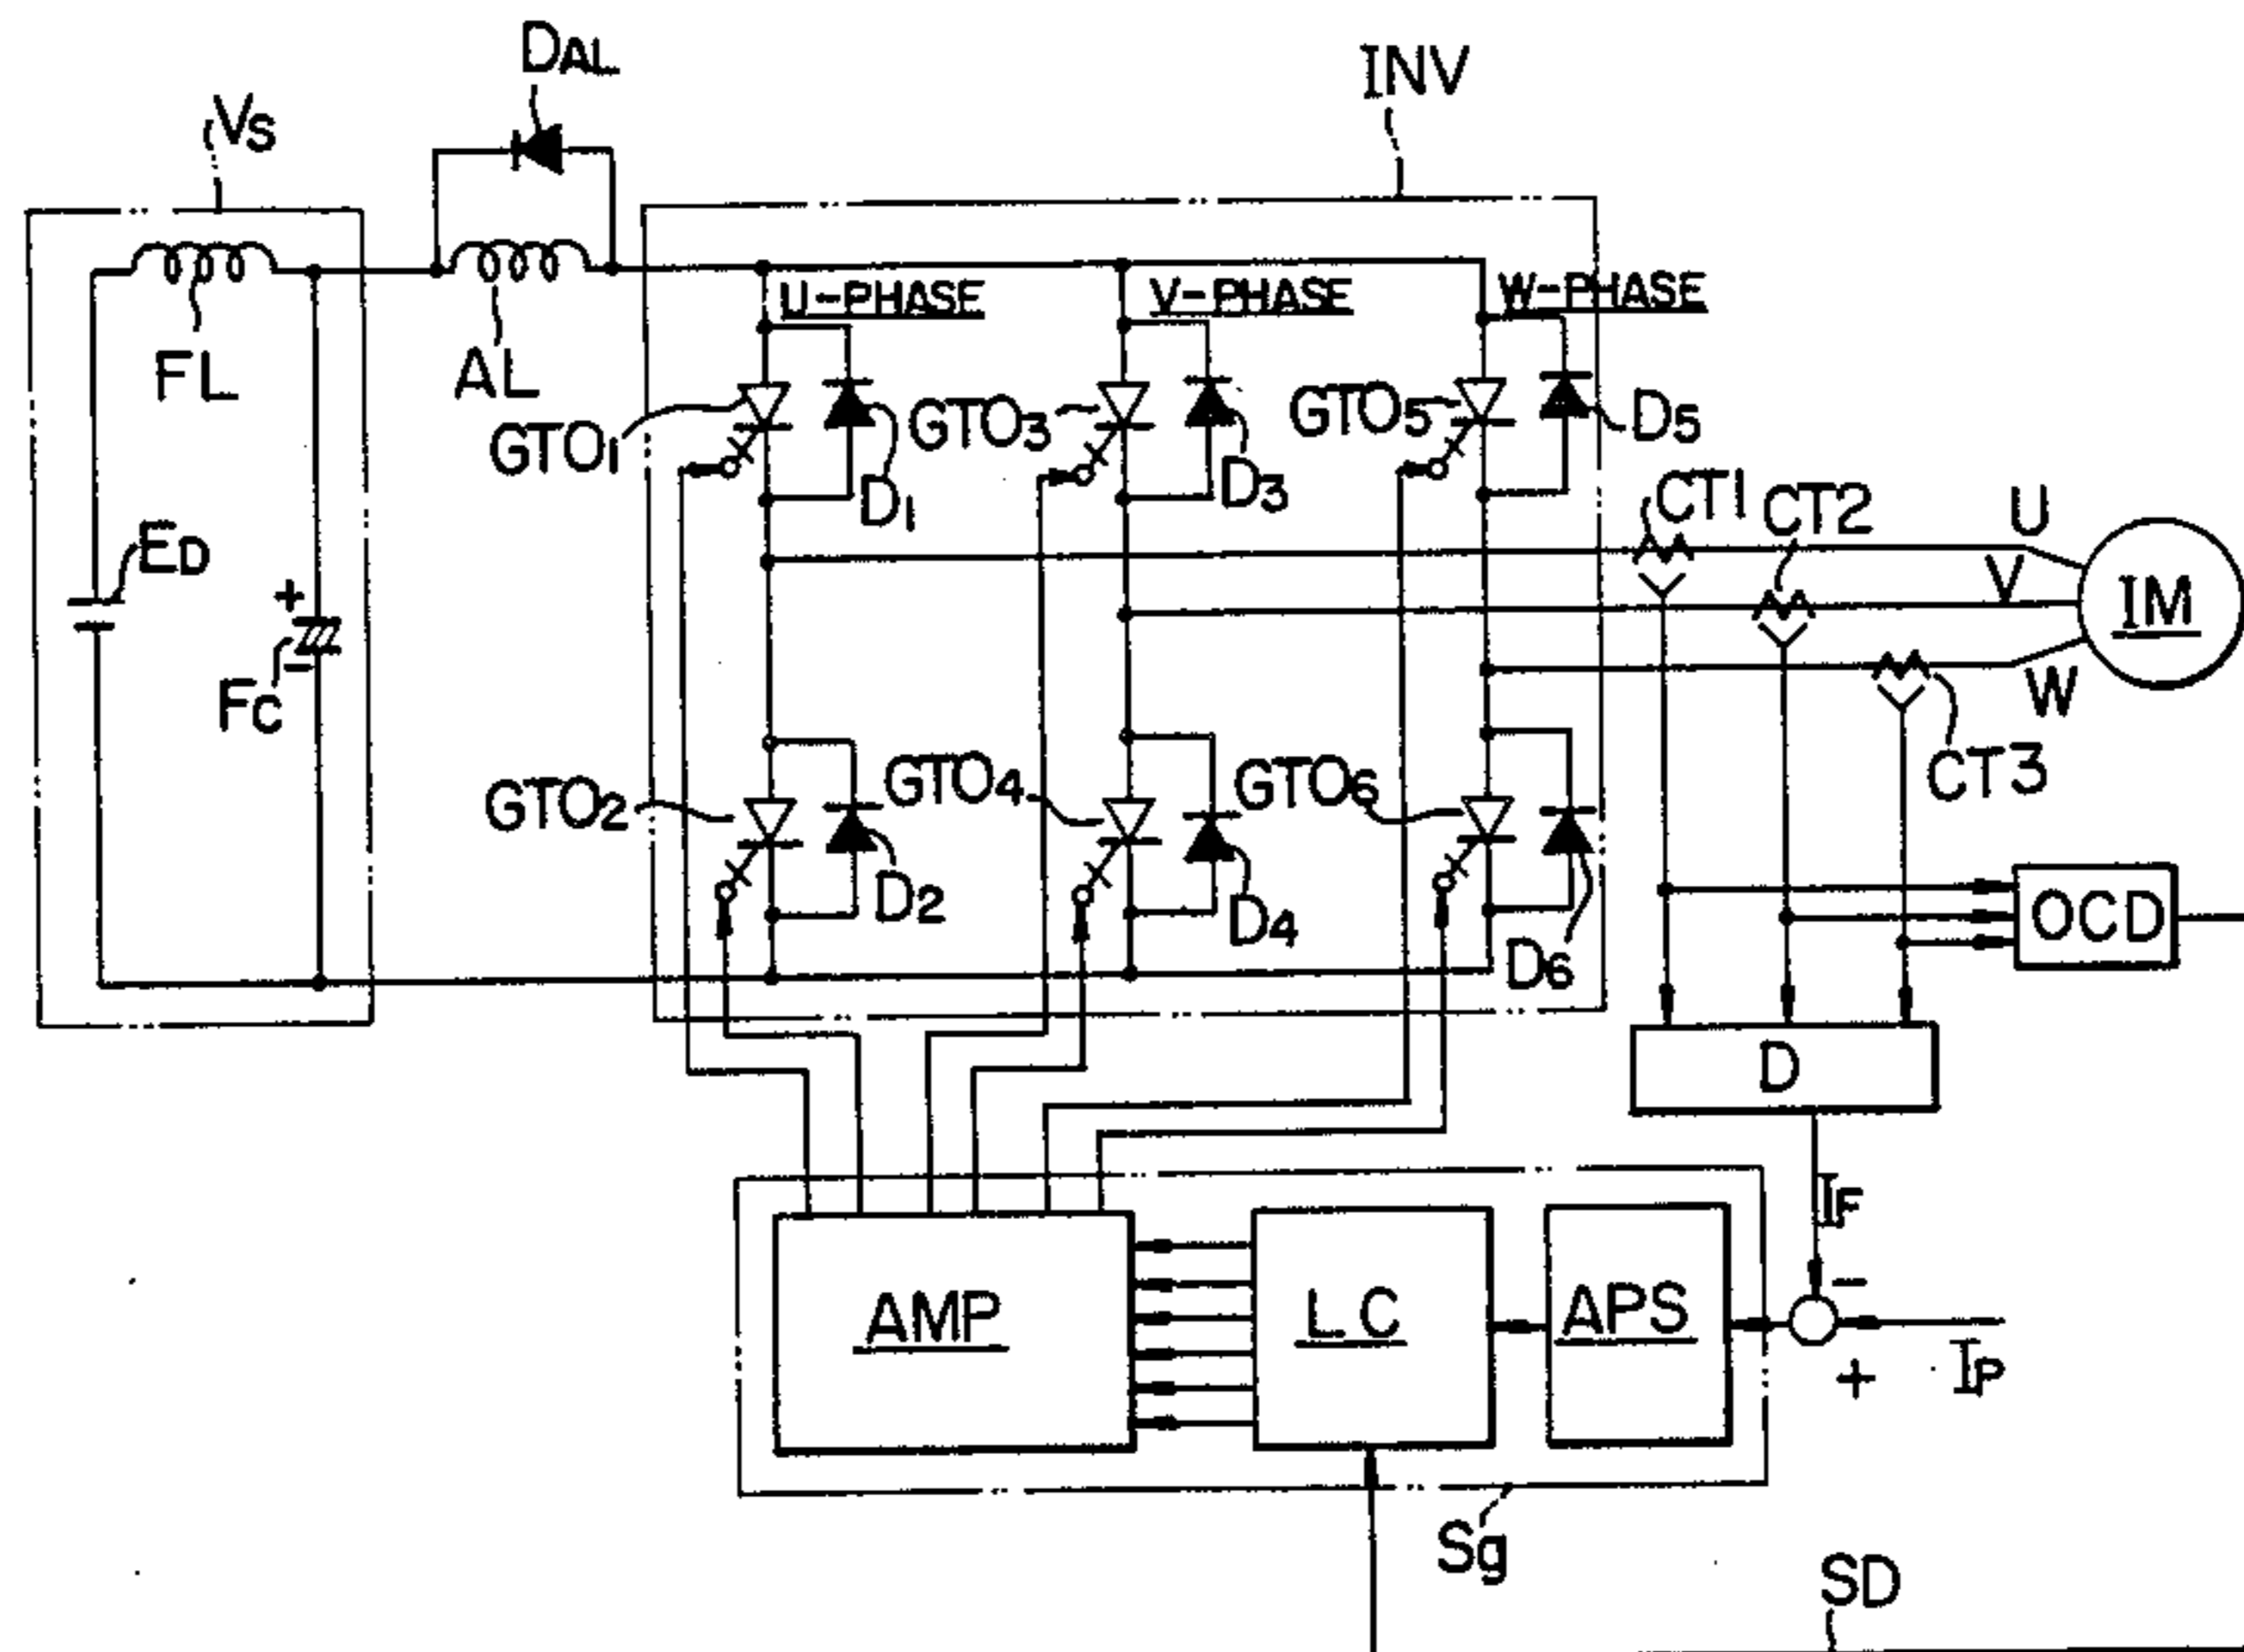 DAL
INV
VS
U-PHASE
V-PHASE
W-PHASE
FL
AL
GTO1
D1
GTO3
D3
GTO5
D5
CT1
CT2
U
V
W
IM
ED
+
-
FC
CT3
GTO2
D2
GTO4
D4
GTO6
D6
OCD
D
IF
-
+
IP
AMP
LC
APS
Sg
SD